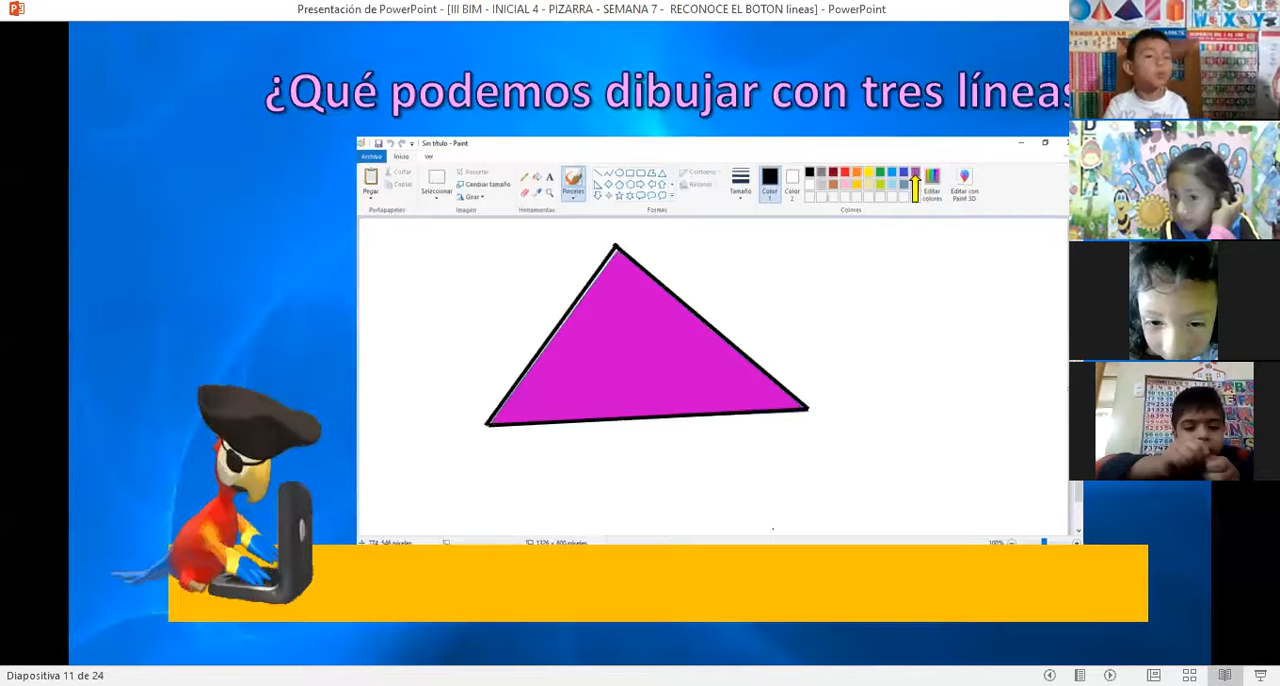 Presentación de PowerPoint - [III BIM - INICIAL 4 - PIZARRA - SEMANA 7 - RECONOCE EL BOTON lineas] - PowerPoint
¿Qué podemos dibujar con tres líneas
Sin título - Paint
Archivo Inicio Ver
Pegar
Cortar
Copiar
Portapapeles
Seleccionar
Recortar
Cambiar tamaño
Girar
Imagen
Herramientas
Pinceles
Formas
Contorno
Relleno
Tamaño
Color 1
Color 2
Colores
Editar colores
Editar con Paint 3D
100%
Diapositiva 11 de 24